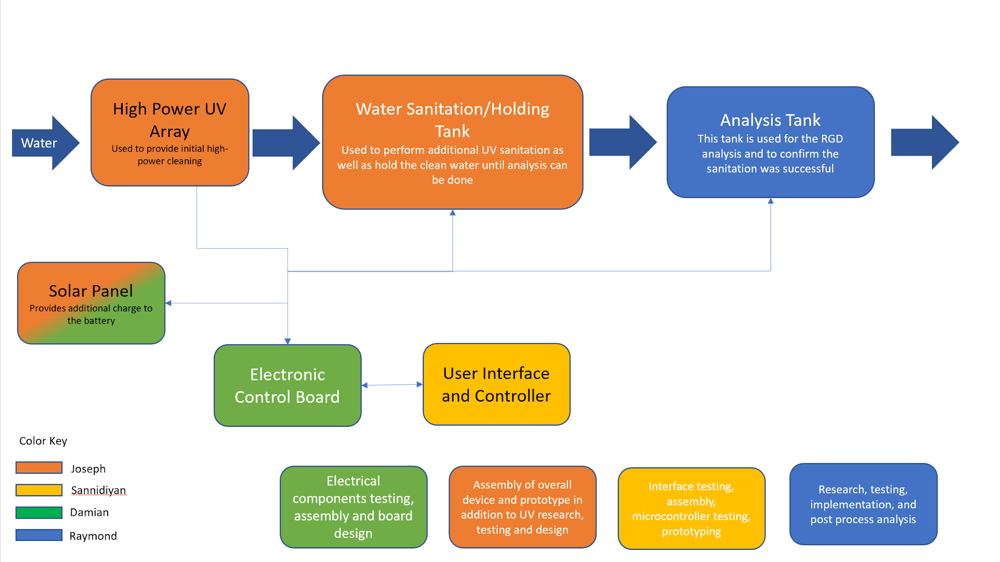 Water
High Power UV
Array
Used to provide initial high-
power cleaning
Water Sanitation/Holding
Tank
Used to perform additional UV sanitation as
well as hold the clean water until analysis can
be done
Analysis Tank
This tank is used for the RGD
analysis and to confirm the
sanitation was successful
Solar Panel
Provides additional charge to
the battery
Electronic
Control Board
User Interface
and Controller
Color Key
Joseph
Sannidiyan
Damian
Raymond
Electrical
components testing,
assembly and board
design
Assembly of overall
device and prototype in
addition to UV research,
testing and design
Interface testing,
assembly,
microcontroller testing,
prototyping
Research, testing,
implementation, and
post process analysis